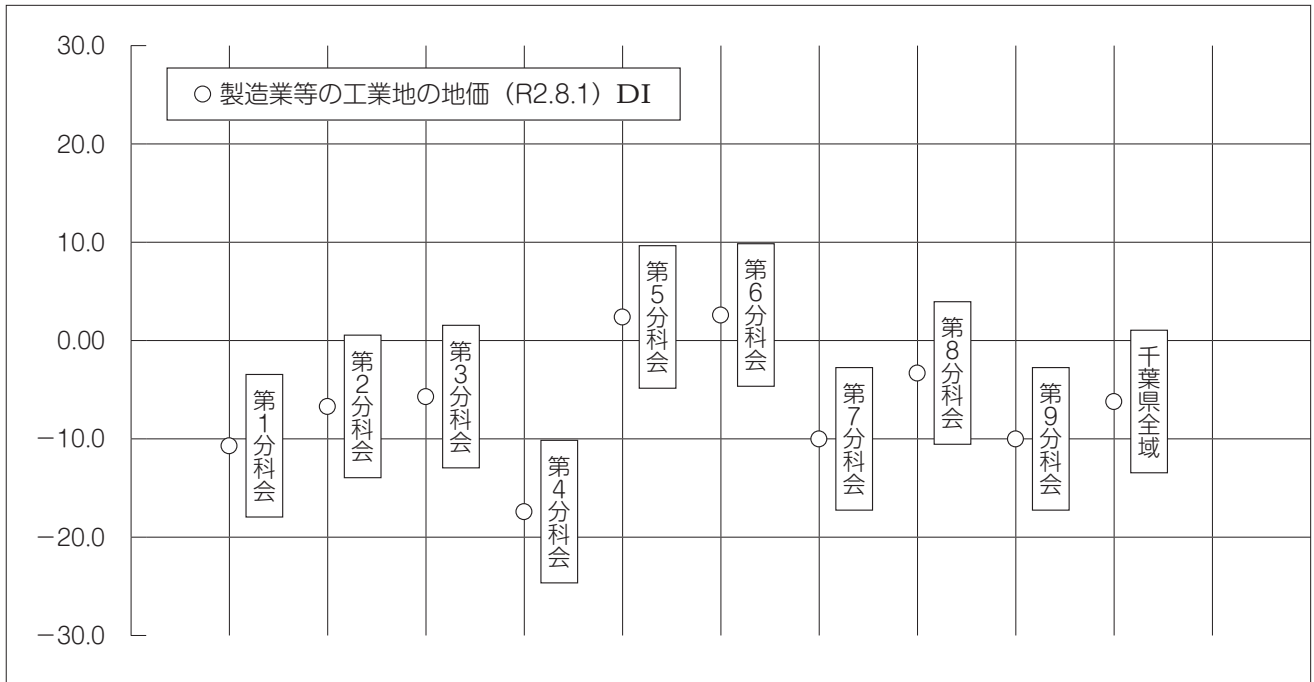 30.0
20.0
10.0
0.00
−10.0
−20.0
−30.0
○ 製造業等の工業地の地価（R2.8.1）DI
第1分科会
第2分科会
第3分科会
第4分科会
第5分科会
第6分科会
第7分科会
第8分科会
第9分科会
千葉県全域